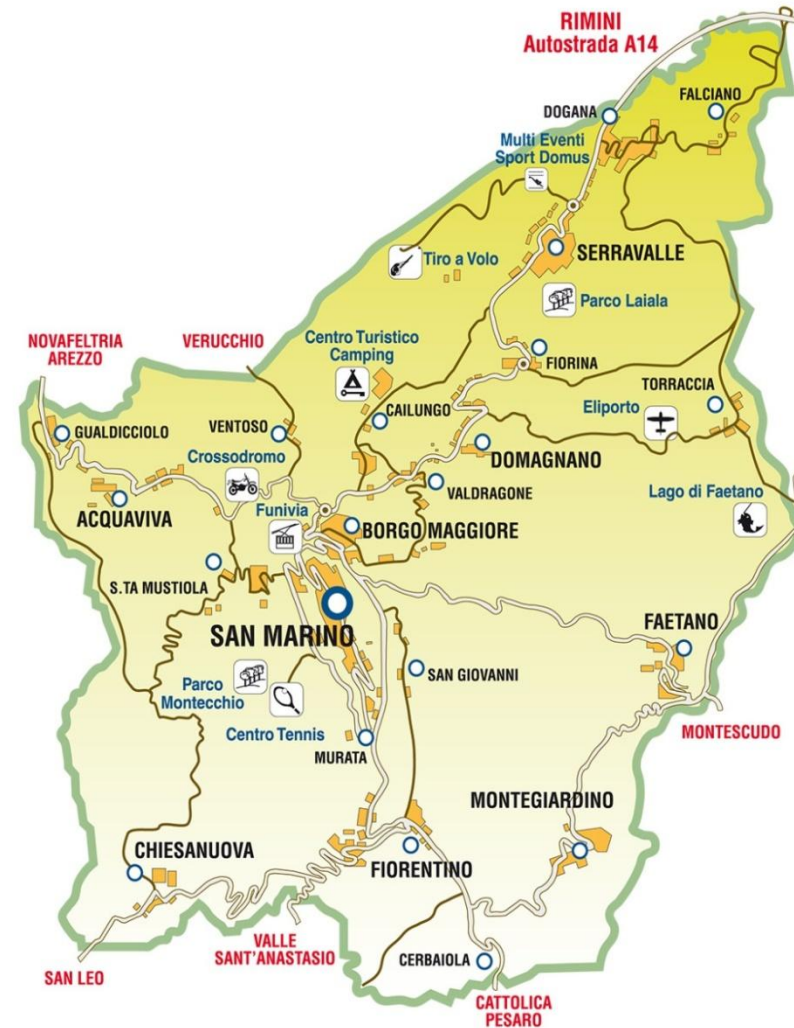 RIMINI
Autostrada A14
FALCIANO
DOGANA
Multi Eventi
Sport Domus
Tiro a Volo
SERRAVALLE
Parco Laiala
NOVAFELTRIA
AREZZO
VERUCCHIO
Centro Turistico
Camping
FIORINA
TORRACCIA
CAILUNGO
Eliporto
GUALDICCIOLO
VENTOSO
Crossodromo
DOMAGNANO
VALDRAGONE
Lago di Faetano
ACQUAVIVA
Funivia
BORGO MAGGIORE
S.TA MUSTIOLA
SAN MARINO
FAETANO
SAN GIOVANNI
Parco
Montecchio
Centro Tennis
MURATA
MONTESCUDO
MONTEGIARDINO
CHIESANUOVA
FIORENTINO
VALLE
SANT'ANASTASIO
CERBAIOLA
SAN LEO
CATTOLICA
PESARO